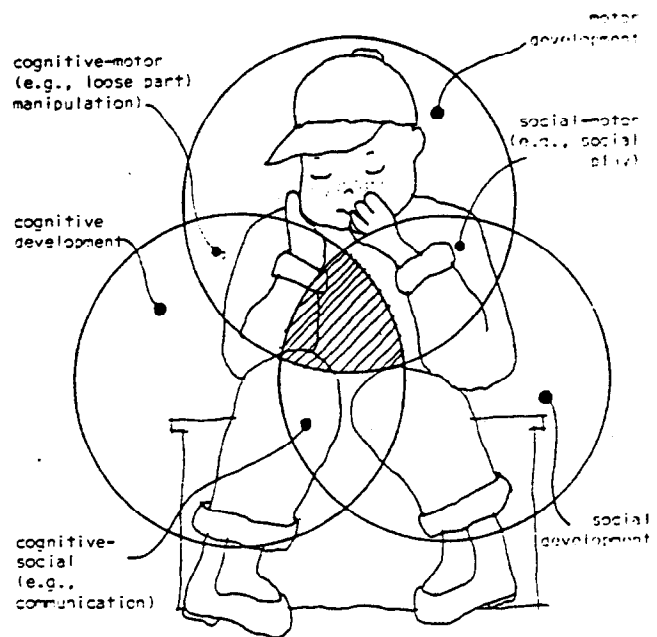 motor
development
cognitive-motor
(e.g., loose part)
manipulation)
social-motor
(e.g., social
play)
cognitive
development
cognitive-
social
(e.g.,
communication)
social
development